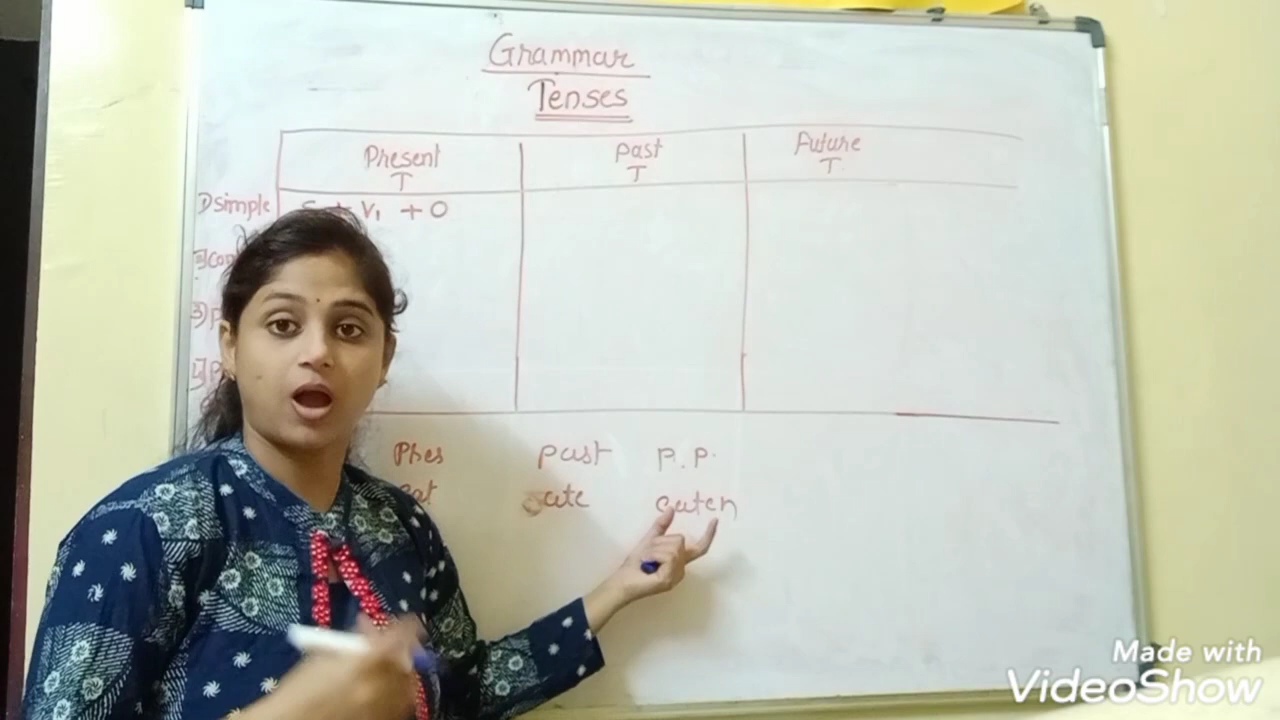 Grammar
Tenses
Present Past Future
T T T
1) simple S + V₁ + O
Pres past P.P.
eat ate eaten
Made with
VideoShow